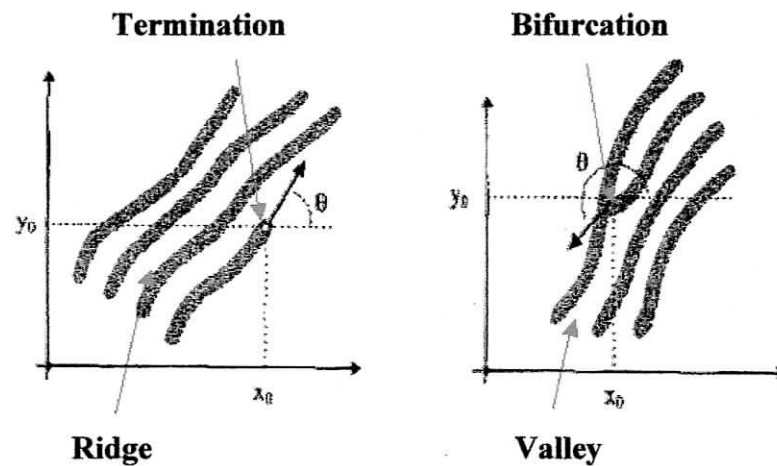 Termination
Bifurcation
θ
y₀
x₀
θ
y₀
x₀
Ridge
Valley